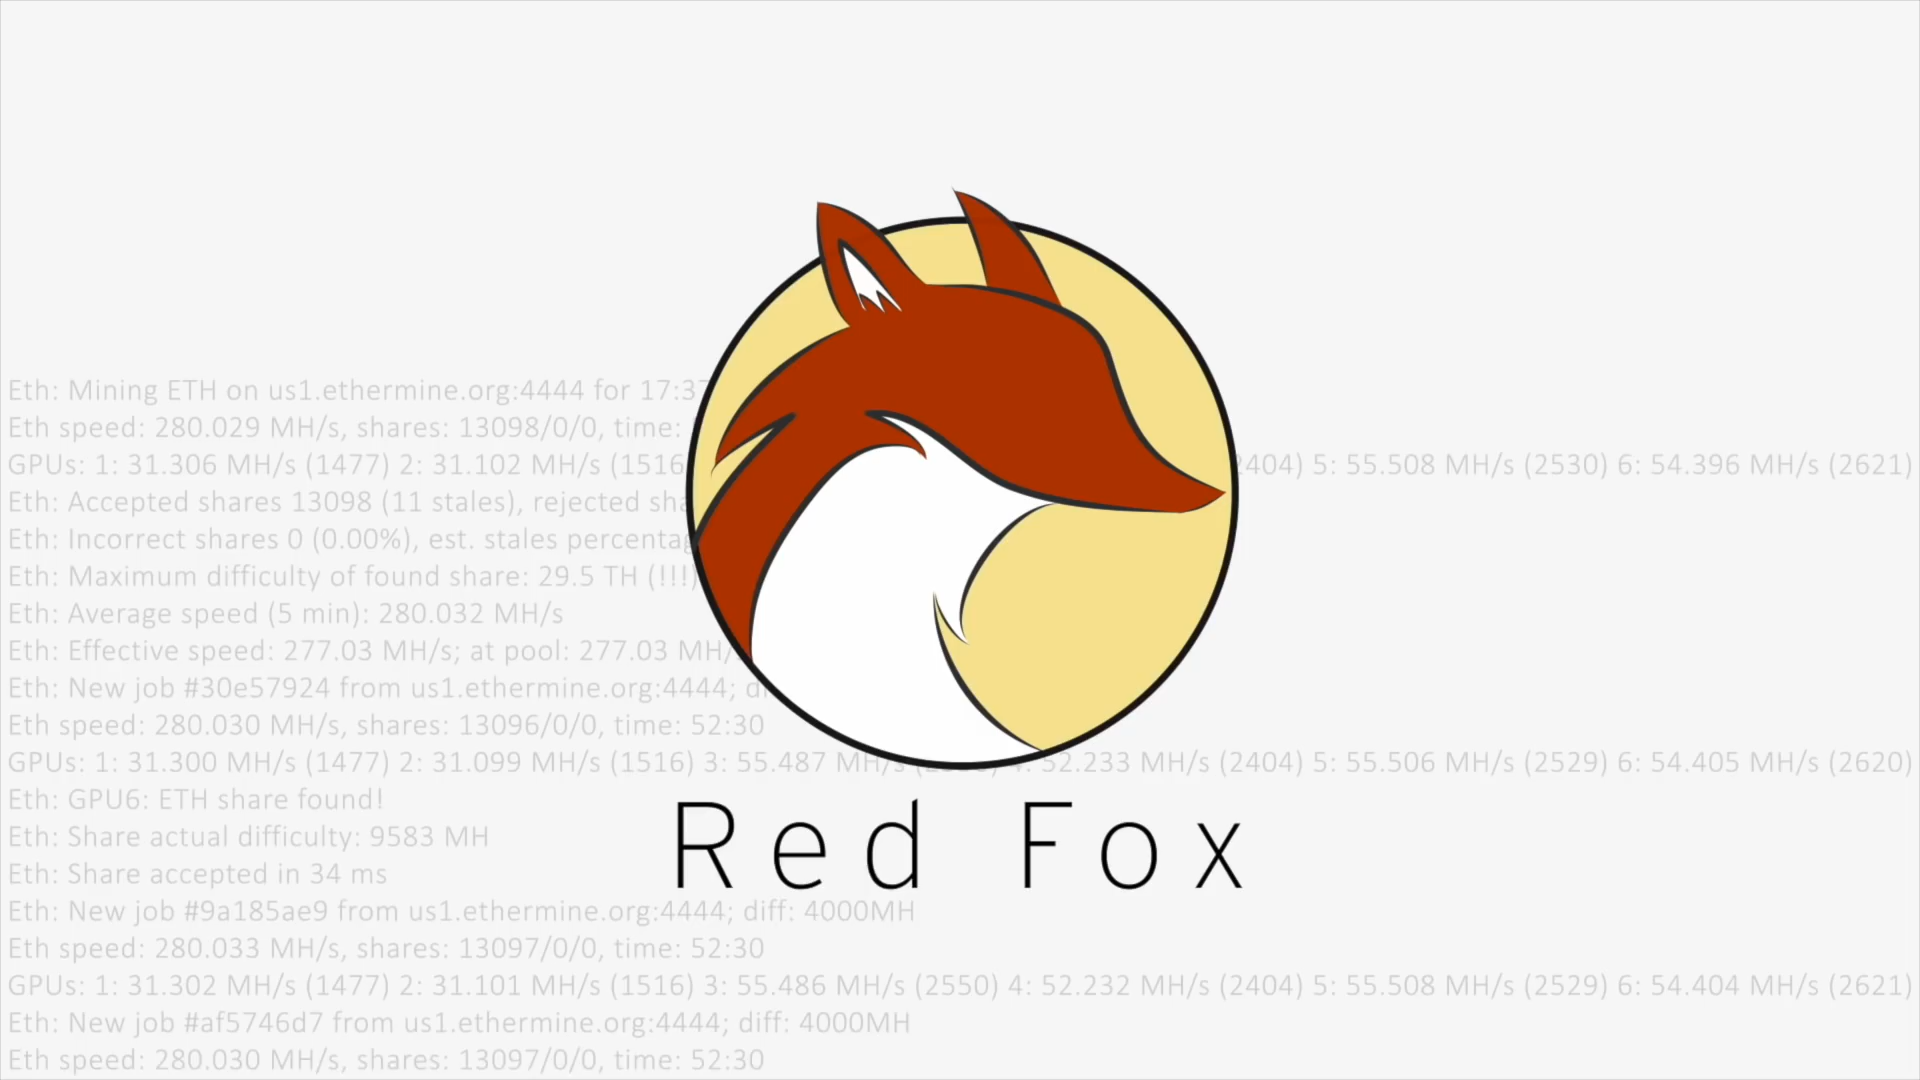 Eth: Mining ETH on us1.ethermine.org:4444 for 17:37
Eth speed: 280.029 MH/s, shares: 13098/0/0, time:
GPUs: 1: 31.306 MH/s (1477) 2: 31.102 MH/s (1516 2404) 5: 55.508 MH/s (2530) 6: 54.396 MH/s (2621)
Eth: Accepted shares 13098 (11 stales), rejected
Eth: Incorrect shares 0 (0.00%), est. stales
Eth: Maximum difficulty of found share: 29.5 TH (!!!)
Eth: Average speed (5 min): 280.032 MH/s
Eth: Effective speed: 277.03 MH/s; at pool: 277.03 MH/
Eth: New job #30e57924 from us1.ethermine.org:4444;
Eth speed: 280.030 MH/s, shares: 13096/0/0, time: 52:30
GPUs: 1: 31.300 MH/s (1477) 2: 31.099 MH/s (1516) 3: 55.487 MH/s 52.233 MH/s (2404) 5: 55.506 MH/s (2529) 6: 54.405 MH/s (2620)
Eth: GPU6: ETH share found!
Eth: Share actual difficulty: 9583 MH
Eth: Share accepted in 34 ms
Red Fox
Eth: New job #9a185ae9 from us1.ethermine.org:4444; diff: 4000MH
Eth speed: 280.033 MH/s, shares: 13097/0/0, time: 52:30
GPUs: 1: 31.302 MH/s (1477) 2: 31.101 MH/s (1516) 3: 55.486 MH/s (2550) 4: 52.232 MH/s (2404) 5: 55.508 MH/s (2529) 6: 54.404 MH/s (2621)
Eth: New job #af5746d7 from us1.ethermine.org:4444; diff: 4000MH
Eth speed: 280.030 MH/s, shares: 13097/0/0, time: 52:30